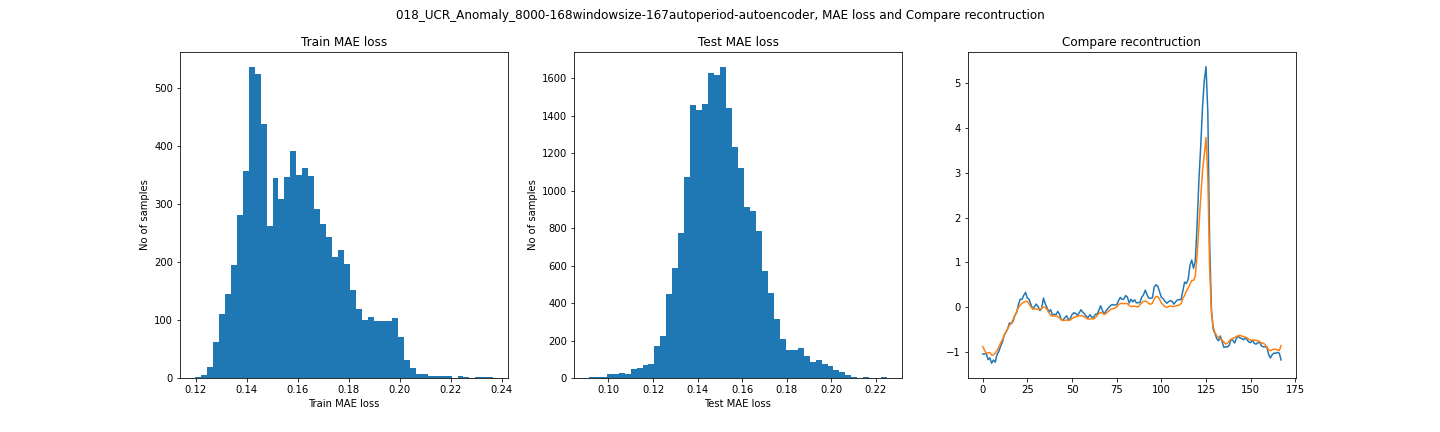 018_UCR_Anomaly_8000-168windowsize-167autoperiod-autoencoder, MAE loss and Compare recontruction
Train MAE loss
No of samples
500
400
300
200
100
0
0.12 0.14 0.16 0.18 0.20 0.22 0.24
Train MAE loss
Test MAE loss
No of samples
1600
1400
1200
1000
800
600
400
200
0
0.10 0.12 0.14 0.16 0.18 0.20 0.22
Test MAE loss
Compare recontruction
5
4
3
2
1
0
−1
0 25 50 75 100 125 150 175